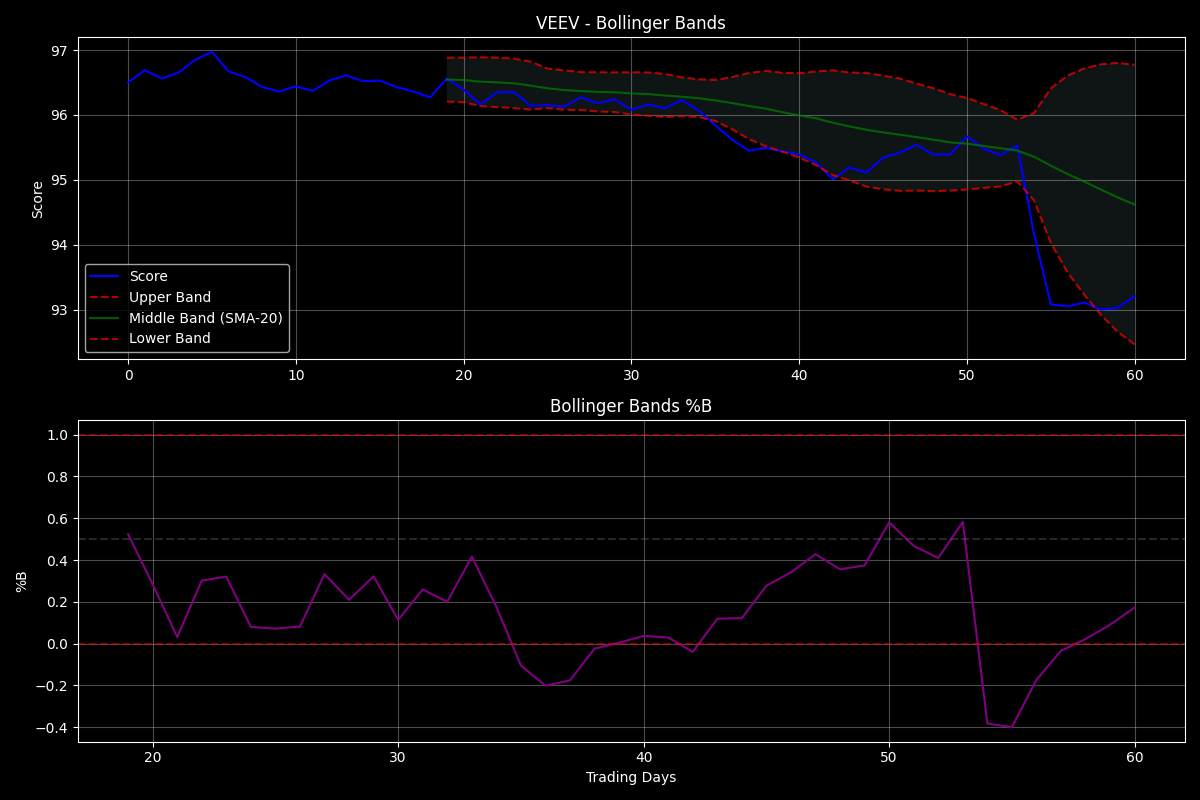 VEEV - Bollinger Bands
97
96
95
94
93
Score
Score
Upper Band
Middle Band (SMA-20)
Lower Band
0 10 20 30 40 50 60
Bollinger Bands %B
1.0
0.8
0.6
0.4
0.2
0.0
−0.2
−0.4
%B
20 30 40 50 60
Trading Days